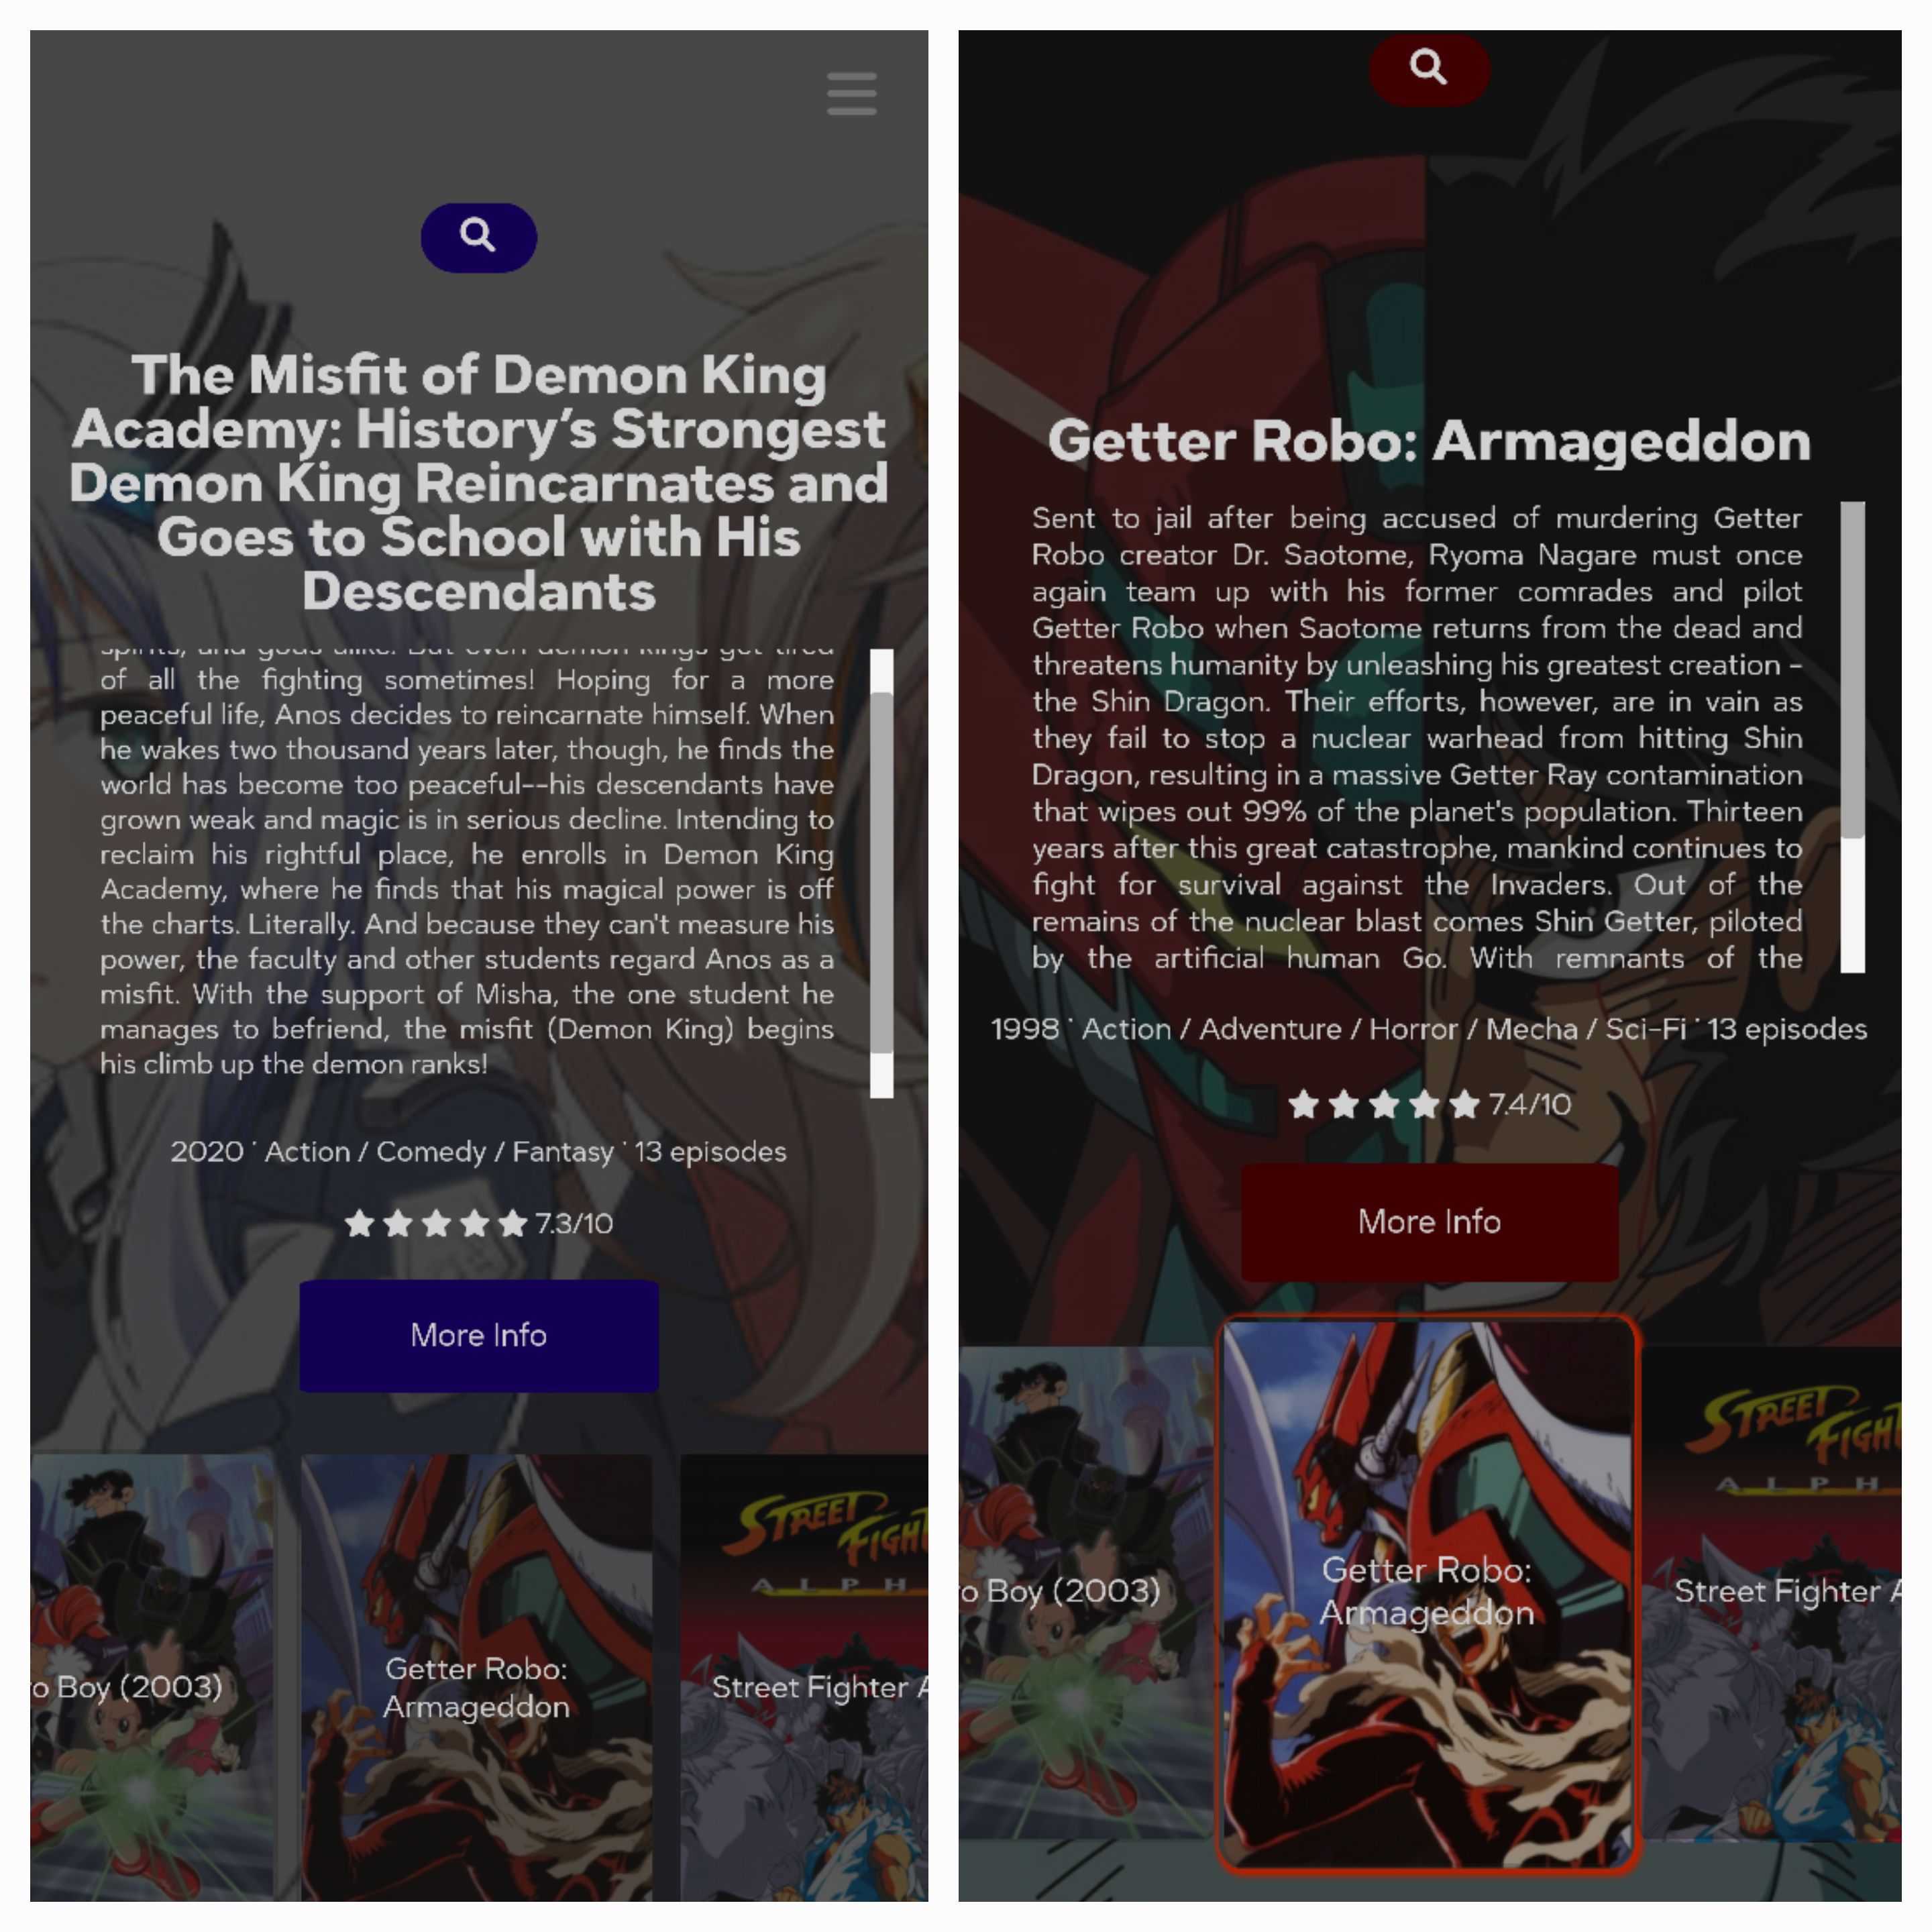 The Misfit of Demon King
Academy: History's Strongest
Demon King Reincarnates and
Goes to School with His
Descendants
spirits, and gods alike. But even demon kings get tired
of all the fighting sometimes! Hoping for a more
peaceful life, Anos decides to reincarnate himself. When
he wakes two thousand years later, though, he finds the
world has become too peaceful--his descendants have
grown weak and magic is in serious decline. Intending to
reclaim his rightful place, he enrolls in Demon King
Academy, where he finds that his magical power is off
the charts. Literally. And because they can't measure his
power, the faculty and other students regard Anos as a
misfit. With the support of Misha, the one student he
manages to befriend, the misfit (Demon King) begins
his climb up the demon ranks!
2020 · Action / Comedy / Fantasy · 13 episodes
7.3/10
More Info
STREET
FIGHT
ALPH
ro Boy (2003)
Getter Robo:
Armageddon
Street Fighter A
Getter Robo: Armageddon
Sent to jail after being accused of murdering Getter
Robo creator Dr. Saotome, Ryoma Nagare must once
again team up with his former comrades and pilot
Getter Robo when Saotome returns from the dead and
threatens humanity by unleashing his greatest creation –
the Shin Dragon. Their efforts, however, are in vain as
they fail to stop a nuclear warhead from hitting Shin
Dragon, resulting in a massive Getter Ray contamination
that wipes out 99% of the planet's population. Thirteen
years after this great catastrophe, mankind continues to
fight for survival against the Invaders. Out of the
remains of the nuclear blast comes Shin Getter, piloted
by the artificial human Go. With remnants of the
1998 · Action / Adventure / Horror / Mecha / Sci-Fi · 13 episodes
7.4/10
More Info
STREET
FIGHT
ALPH
o Boy (2003)
Getter Robo:
Armageddon
Street Fighter A